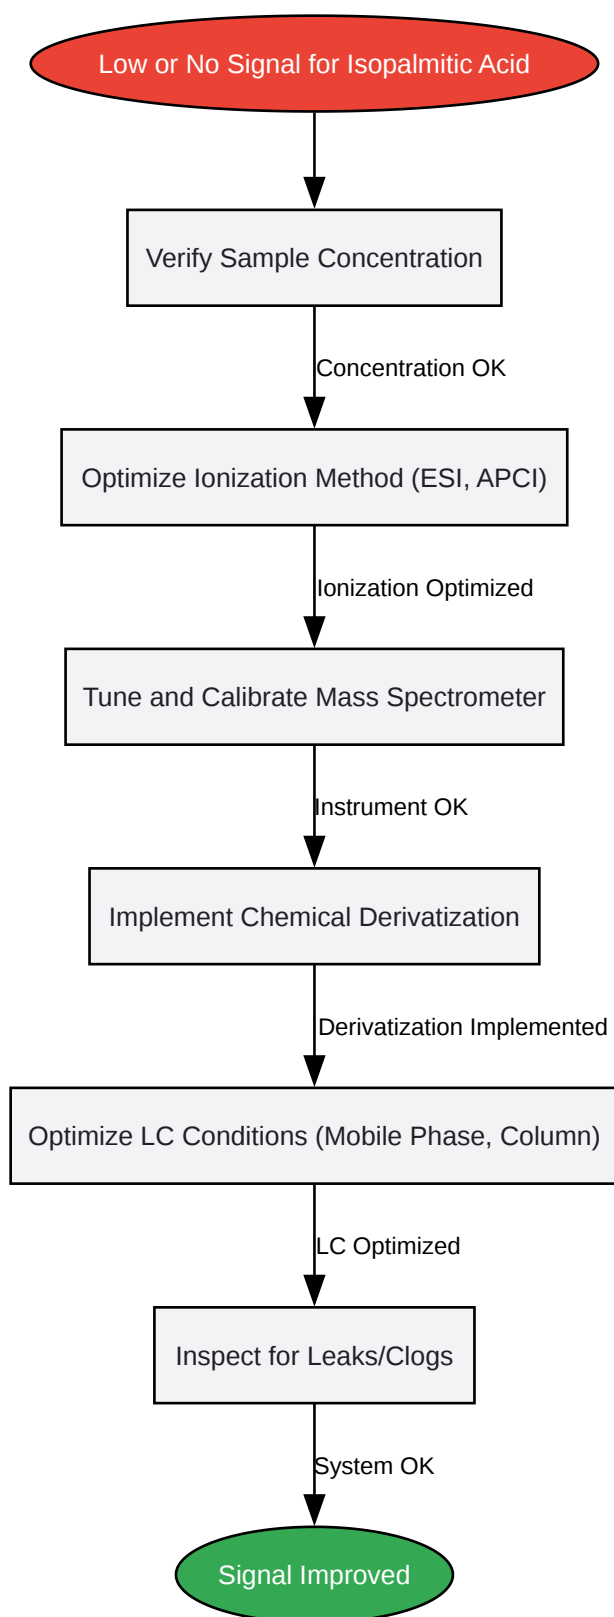 Low or No Signal for Isopalmitic Acid
Verify Sample Concentration
Concentration OK
Optimize Ionization Method (ESI, APCI)
Ionization Optimized
Tune and Calibrate Mass Spectrometer
Instrument OK
Implement Chemical Derivatization
Derivatization Implemented
Optimize LC Conditions (Mobile Phase, Column)
LC Optimized
Inspect for Leaks/Clogs
System OK
Signal Improved